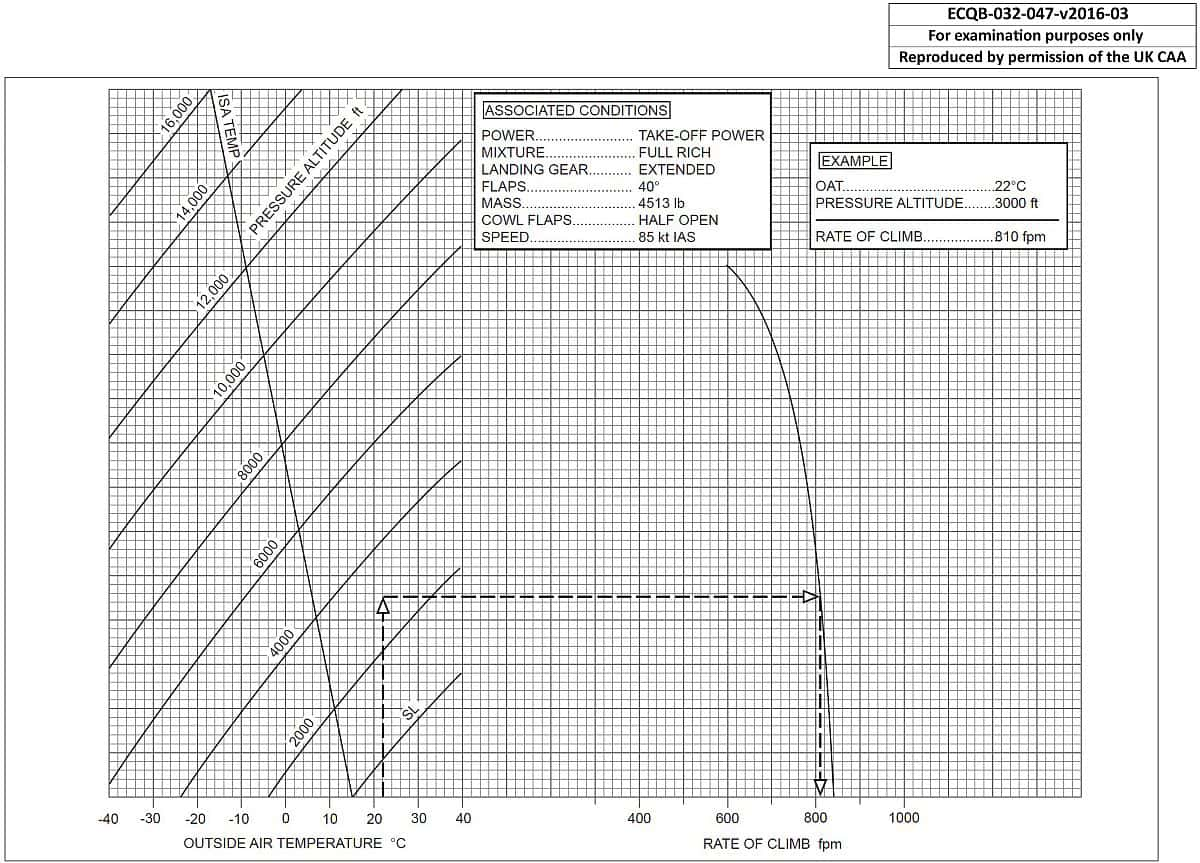 ECQB-032-047-v2016-03
For examination purposes only
Reproduced by permission of the UK CAA
ASSOCIATED CONDITIONS
POWER............................ TAKE-OFF POWER
MIXTURE.......................... FULL RICH
LANDING GEAR.......... EXTENDED
FLAPS............................... 40°
MASS................................ 4513 lb
COWL FLAPS................. HALF OPEN
SPEED.............................. 85 kt IAS
EXAMPLE
OAT....................................22°C
PRESSURE ALTITUDE.......3000 ft
RATE OF CLIMB..................810 fpm
ISA TEMP
PRESSURE ALTITUDE ft
16,000
14,000
12,000
10,000
8000
6000
4000
2000
SL
-40 -30 -20 -10 0 10 20 30 40
OUTSIDE AIR TEMPERATURE °C
400 600 800 1000
RATE OF CLIMB fpm